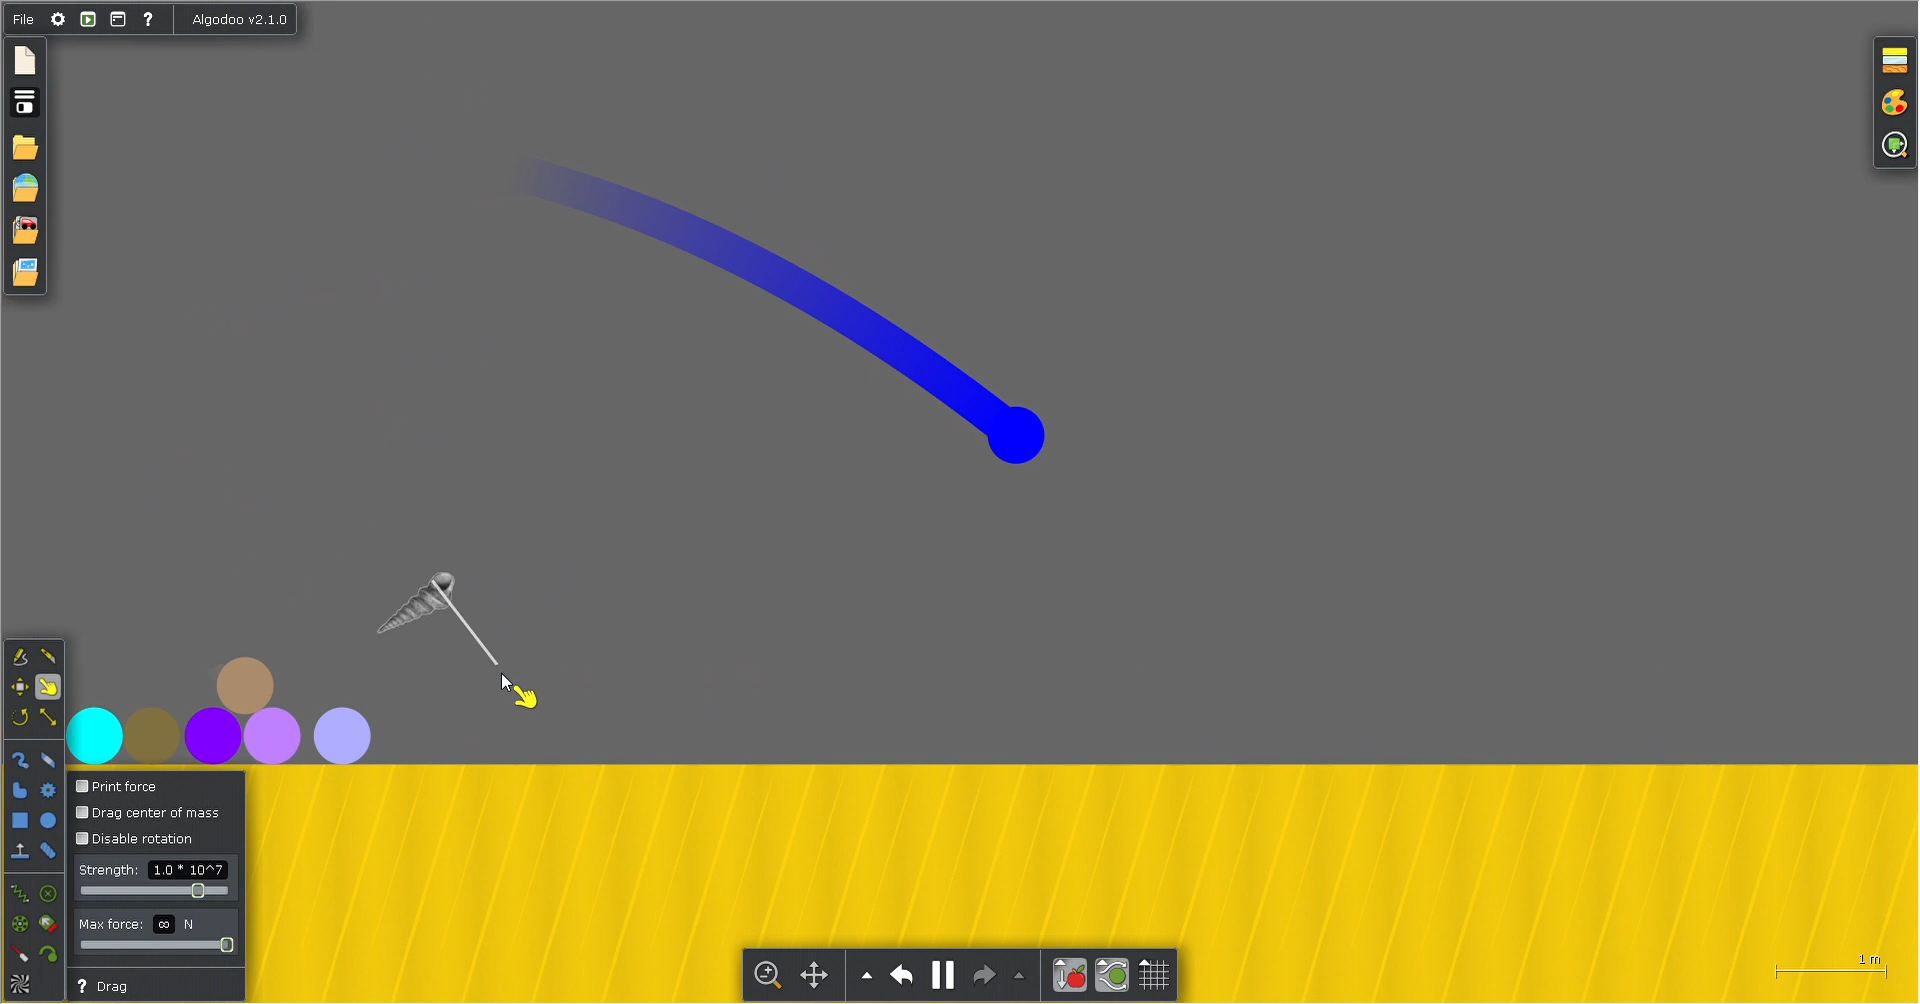 File ? Algodoo v2.1.0
Print force
Drag center of mass
Disable rotation
Strength: 1.0 * 10^7
Max force: ∞ N
? Drag
1 m